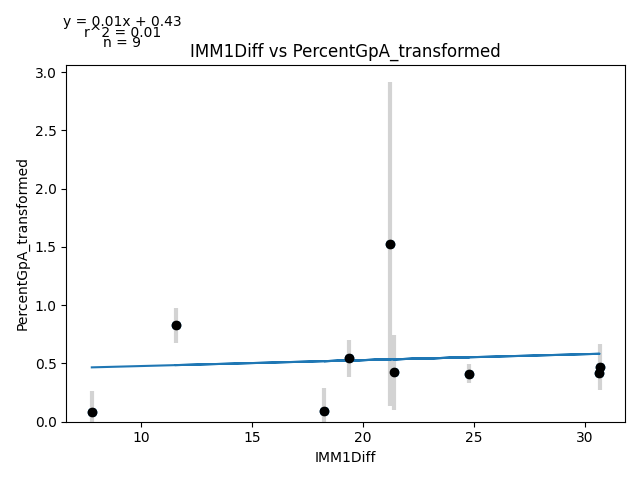 y = 0.01x + 0.43
r^2 = 0.01
n = 9
IMM1Diff vs PercentGpA_transformed
3.0
2.5
2.0
1.5
1.0
0.5
0.0
PercentGpA_transformed
10 15 20 25 30
IMM1Diff